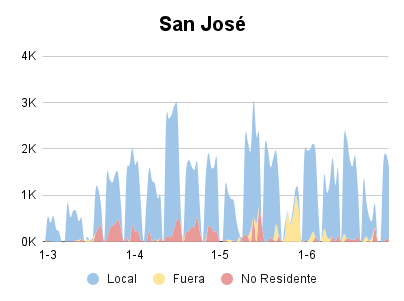 San José
4K
3K
2K
1K
0K
1-3 1-4 1-5 1-6
Local Fuera No Residente